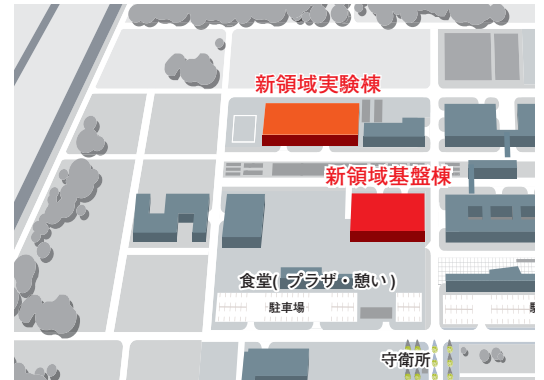 新領域実験棟
新領域基盤棟
食堂( プラザ・憩い )
駐車場
守衛所